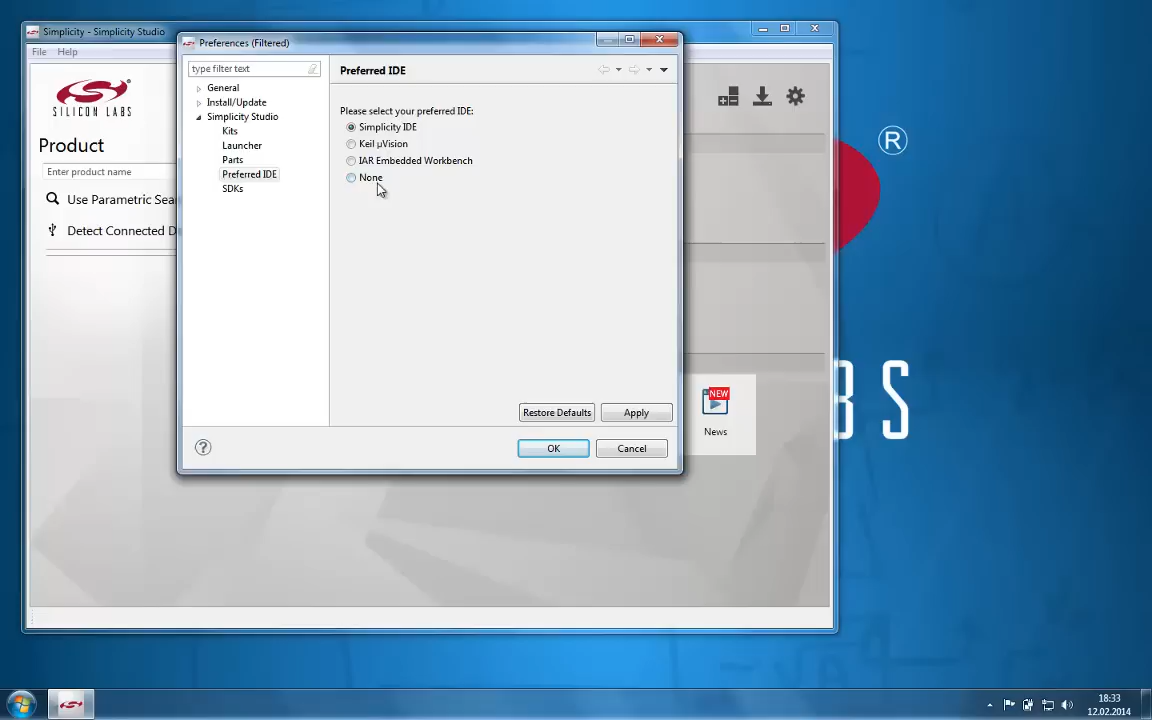 Simplicity - Simplicity Studio
File Help
SILICON LABS
Product
Enter product name
Use Parametric Sea
Detect Connected D
Preferences (Filtered)
type filter text
General
Install/Update
Simplicity Studio
Kits
Launcher
Parts
Preferred IDE
SDKs
Preferred IDE
Please select your preferred IDE:
Simplicity IDE
Keil µVision
IAR Embedded Workbench
None
Restore Defaults Apply
OK Cancel
NEW
News
®
BS
18:33
12.02.2014